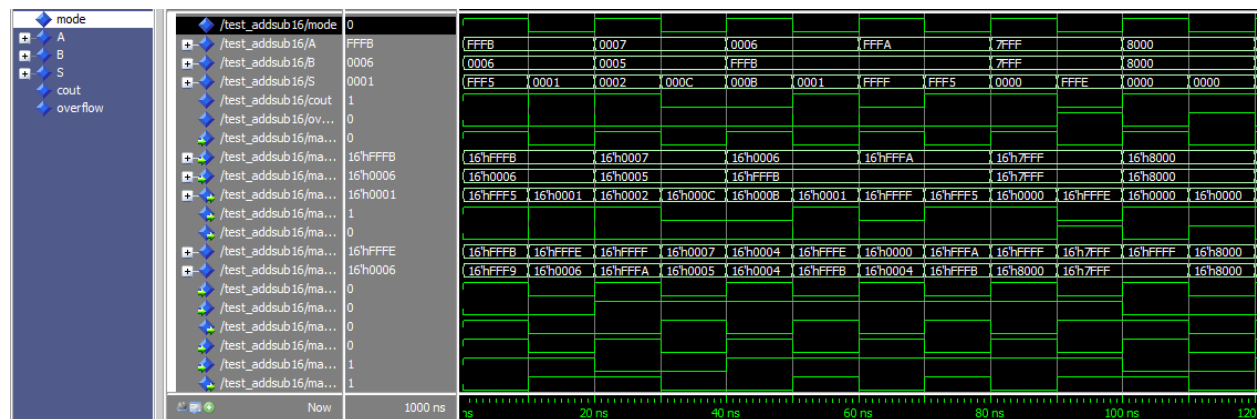 mode
A
B
S
cout
overflow
/test_addsub16/mode 0
/test_addsub16/A FFFB FFFB 0007 0006 FFFA 7FFF 8000
/test_addsub16/B 0006 0006 0005 FFFB 7FFF 8000
/test_addsub16/S 0001 FFF5 0001 0002 000C 000B 0001 FFFF FFF5 0000 FFFE 0000 0000
/test_addsub16/cout 1
/test_addsub16/ov... 0
/test_addsub16/ma... 0
/test_addsub16/ma... 16'hFFFB 16'hFFFB 16'h0007 16'h0006 16'hFFFA 16'h7FFF 16'h8000
/test_addsub16/ma... 16'h0006 16'h0006 16'h0005 16'hFFFB 16'h7FFF 16'h8000
/test_addsub16/ma... 16'h0001 16'hFFF5 16'h0001 16'h0002 16'h000C 16'h000B 16'h0001 16'hFFFF 16'hFFF5 16'h0000 16'hFFFE 16'h0000 16'h0000
/test_addsub16/ma... 1
/test_addsub16/ma... 0
/test_addsub16/ma... 16'hFFFE 16'hFFFB 16'hFFFE 16'hFFFF 16'h0007 16'h0004 16'hFFFE 16'h0000 16'hFFFA 16'hFFFF 16'h7FFF 16'hFFFF 16'h8000
/test_addsub16/ma... 16'h0006 16'hFFF9 16'h0006 16'hFFFA 16'h0005 16'h0004 16'hFFFB 16'h0004 16'hFFFB 16'h8000 16'h7FFF 16'h8000
/test_addsub16/ma... 0
/test_addsub16/ma... 0
/test_addsub16/ma... 0
/test_addsub16/ma... 0
/test_addsub16/ma... 1
/test_addsub16/ma... 1
Now 1000 ns ns 20 ns 40 ns 60 ns 80 ns 100 ns 120